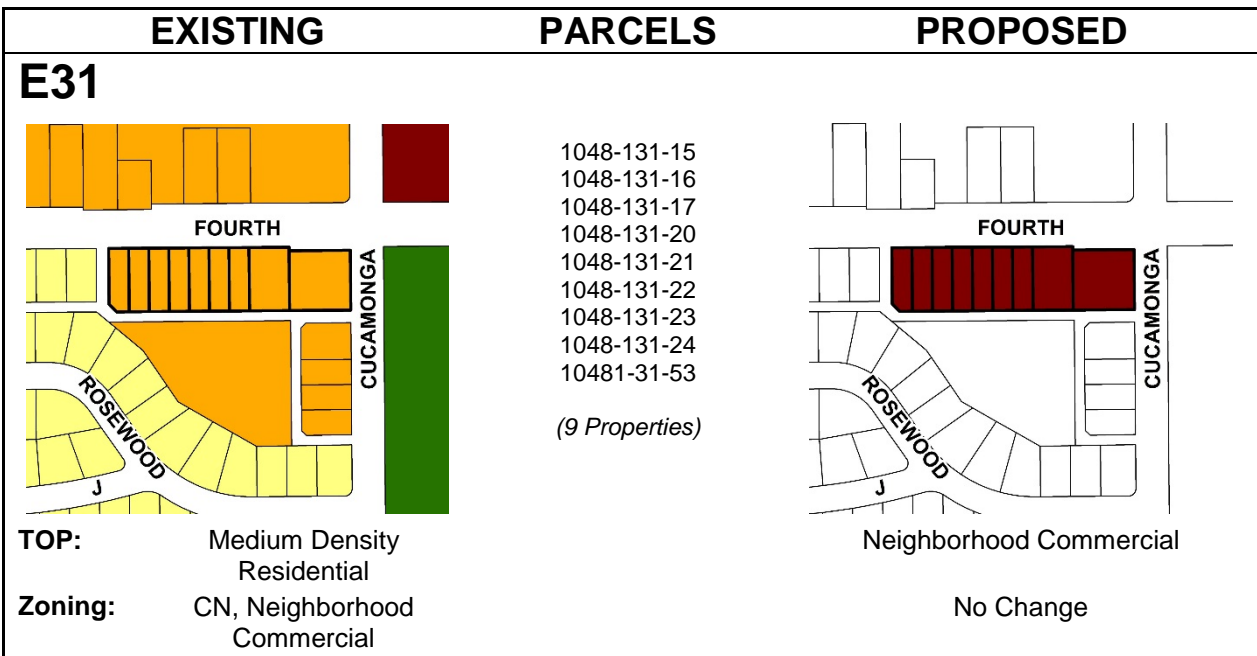 EXISTING PARCELS PROPOSED
E31
FOURTH
CUCAMONGA
ROSEWOOD
J
1048-131-15
1048-131-16
1048-131-17
1048-131-20
1048-131-21
1048-131-22
1048-131-23
1048-131-24
10481-31-53
(9 Properties)
FOURTH
CUCAMONGA
ROSEWOOD
J
TOP: Medium Density Neighborhood Commercial
Residential
Zoning: CN, Neighborhood No Change
Commercial